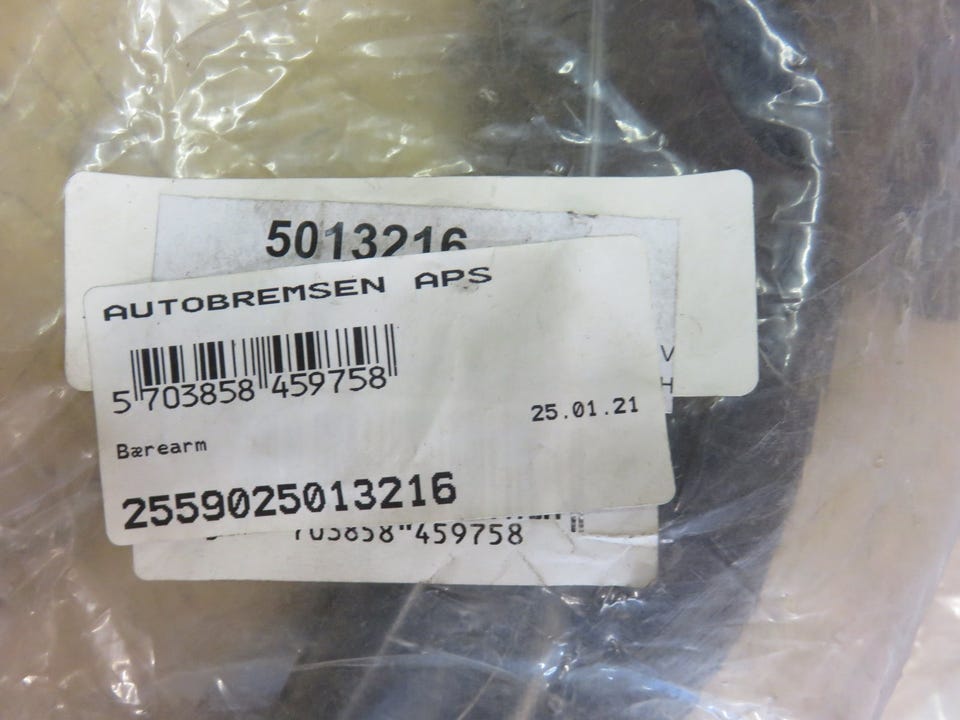 5013216
AUTOBREMSEN APS
5 703858 459758
V
H
25.01.21
Bærearm
2559025013216
703858 459758